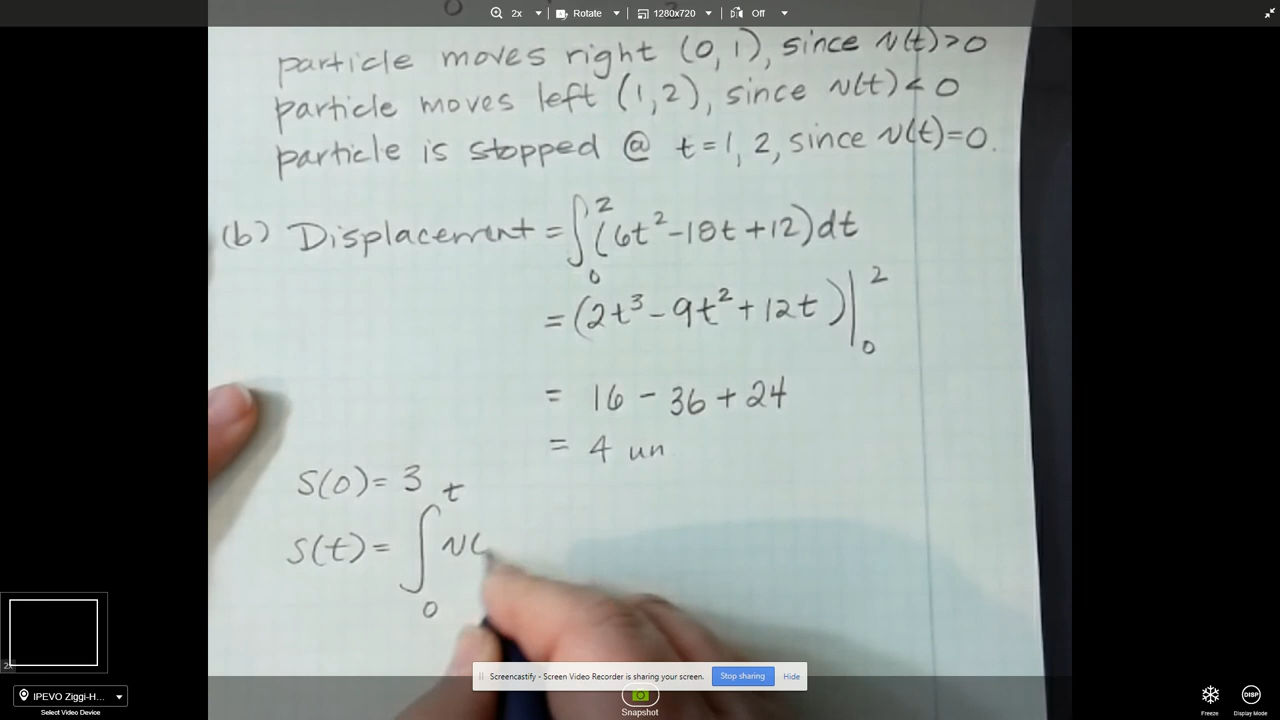 2x Rotate 1280x720 Off
particle moves right (0, 1), since v(t) > 0
particle moves left (1, 2), since v(t) < 0
particle is stopped @ t = 1, 2, since v(t) = 0.
(b) Displacement = ∫₀² (6t² - 18t + 12) dt
= (2t³ - 9t² + 12t) |₀²
= 16 - 36 + 24
= 4 un
S(0) = 3
S(t) = ∫₀ᵗ v(
2x
Screencastify - Screen Video Recorder is sharing your screen. Stop sharing Hide
IPEVO Ziggi-H...
Select Video Device
Snapshot
Freeze
DISP
Display Mode